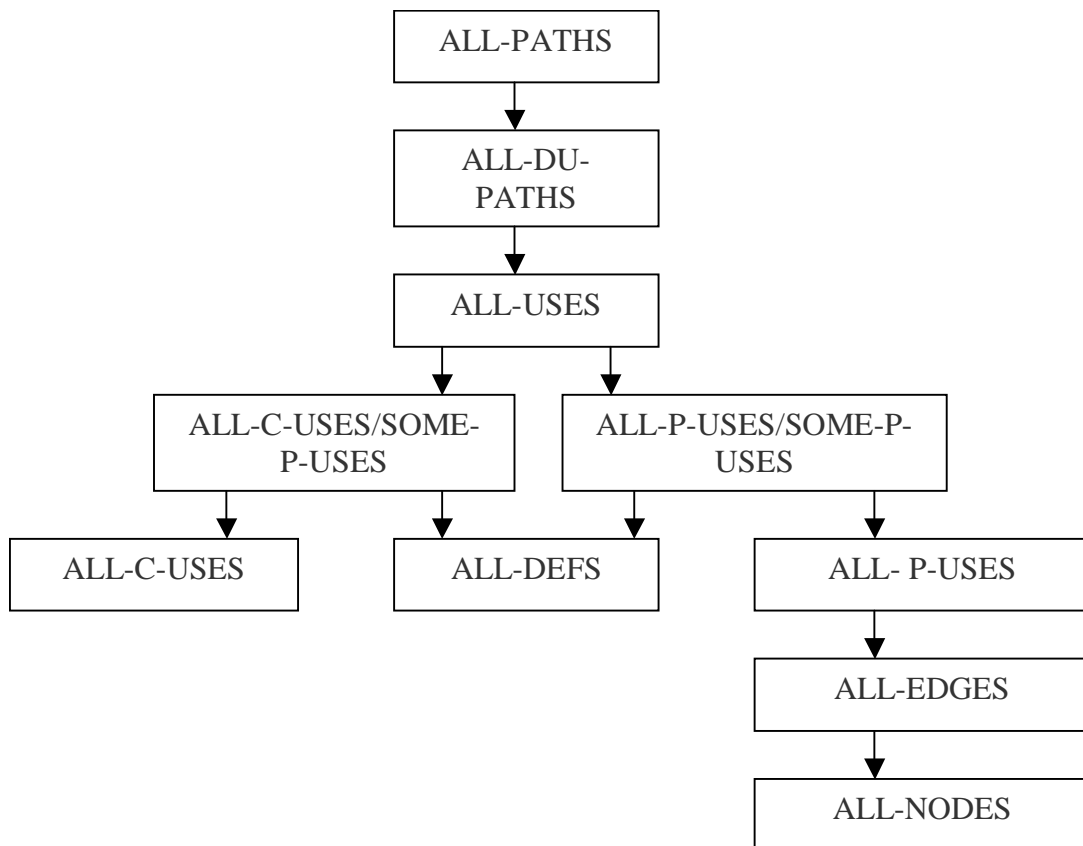 ALL-PATHS
ALL-DU-
PATHS
ALL-USES
ALL-C-USES/SOME-
P-USES
ALL-P-USES/SOME-P-
USES
ALL-C-USES
ALL-DEFS
ALL- P-USES
ALL-EDGES
ALL-NODES